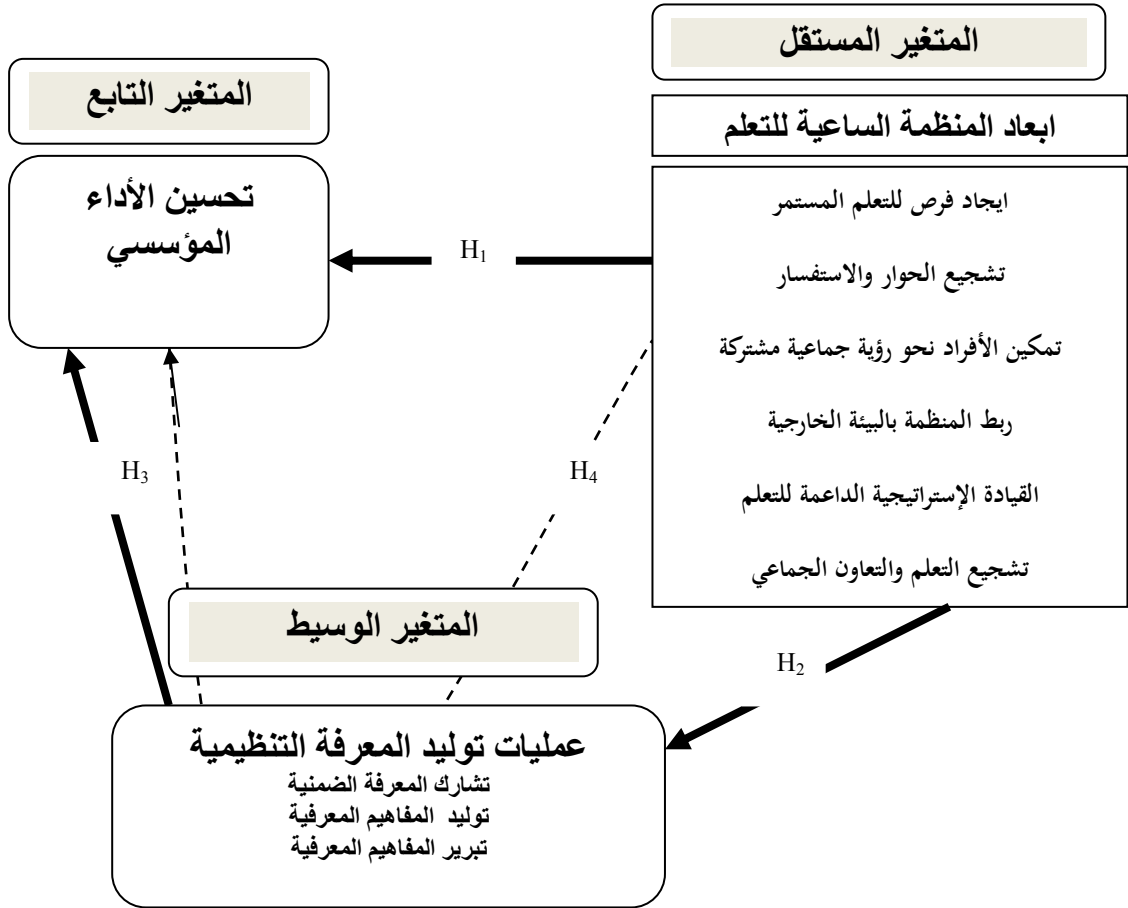 المتغير المستقل
المتغير التابع
ابعاد المنظمة الساعية للتعلم
تحسين الأداء
المؤسسي
ايجاد فرص للتعلم المستمر
H₁
تشجيع الحوار والاستفسار
تمكين الأفراد نحو رؤية جماعية مشتركة
ربط المنظمة بالبيئة الخارجية
H₃
H₄
القيادة الإستراتيجية الداعمة للتعلم
تشجيع التعلم والتعاون الجماعي
المتغير الوسيط
H₂
عمليات توليد المعرفة التنظيمية
تشارك المعرفة الضمنية
توليد المفاهيم المعرفية
تبرير المفاهيم المعرفية